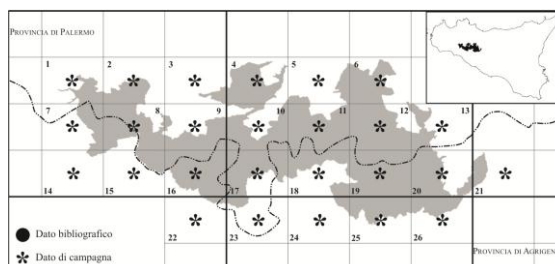 PROVINCIA DI PALERMO
1 2 3 4 5 6
7 8 9 10 11 12 13
14 15 16 17 18 19 20 21
22 23 24 25 26
Dato bibliografico
Dato di campagna
PROVINCIA DI AGRIGEN